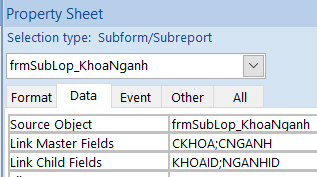 Property Sheet
Selection type: Subform/Subreport
frmSubLop_KhoaNganh
Format Data Event Other All
Source Object frmSubLop_KhoaNganh
Link Master Fields CKHOA;CNGANH
Link Child Fields KHOAID;NGANHID